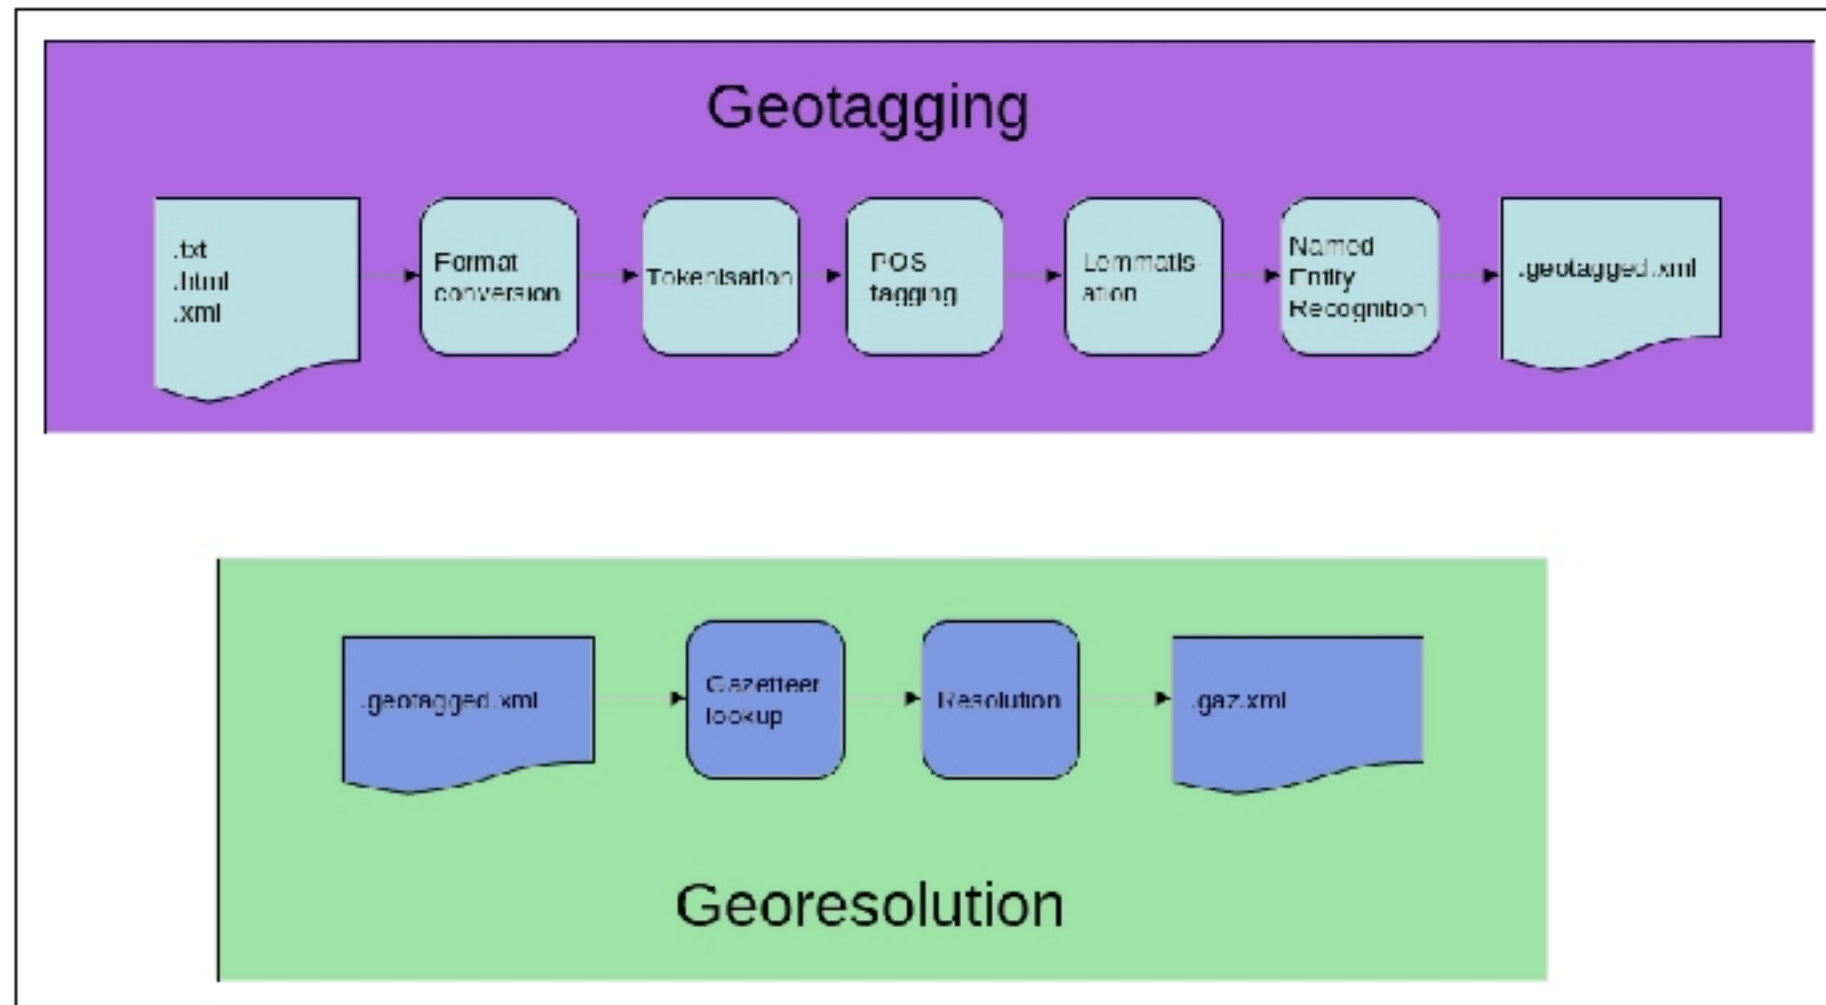 Geotagging
.txt
.html
.xml
Format
conversion
Tokenisation
POS
tagging
Lemmatis-
ation
Named
Entity
Recognition
.geotagged.xml
.geotagged.xml
Gazetteer
lookup
Resolution
.gaz.xml
Georesolution